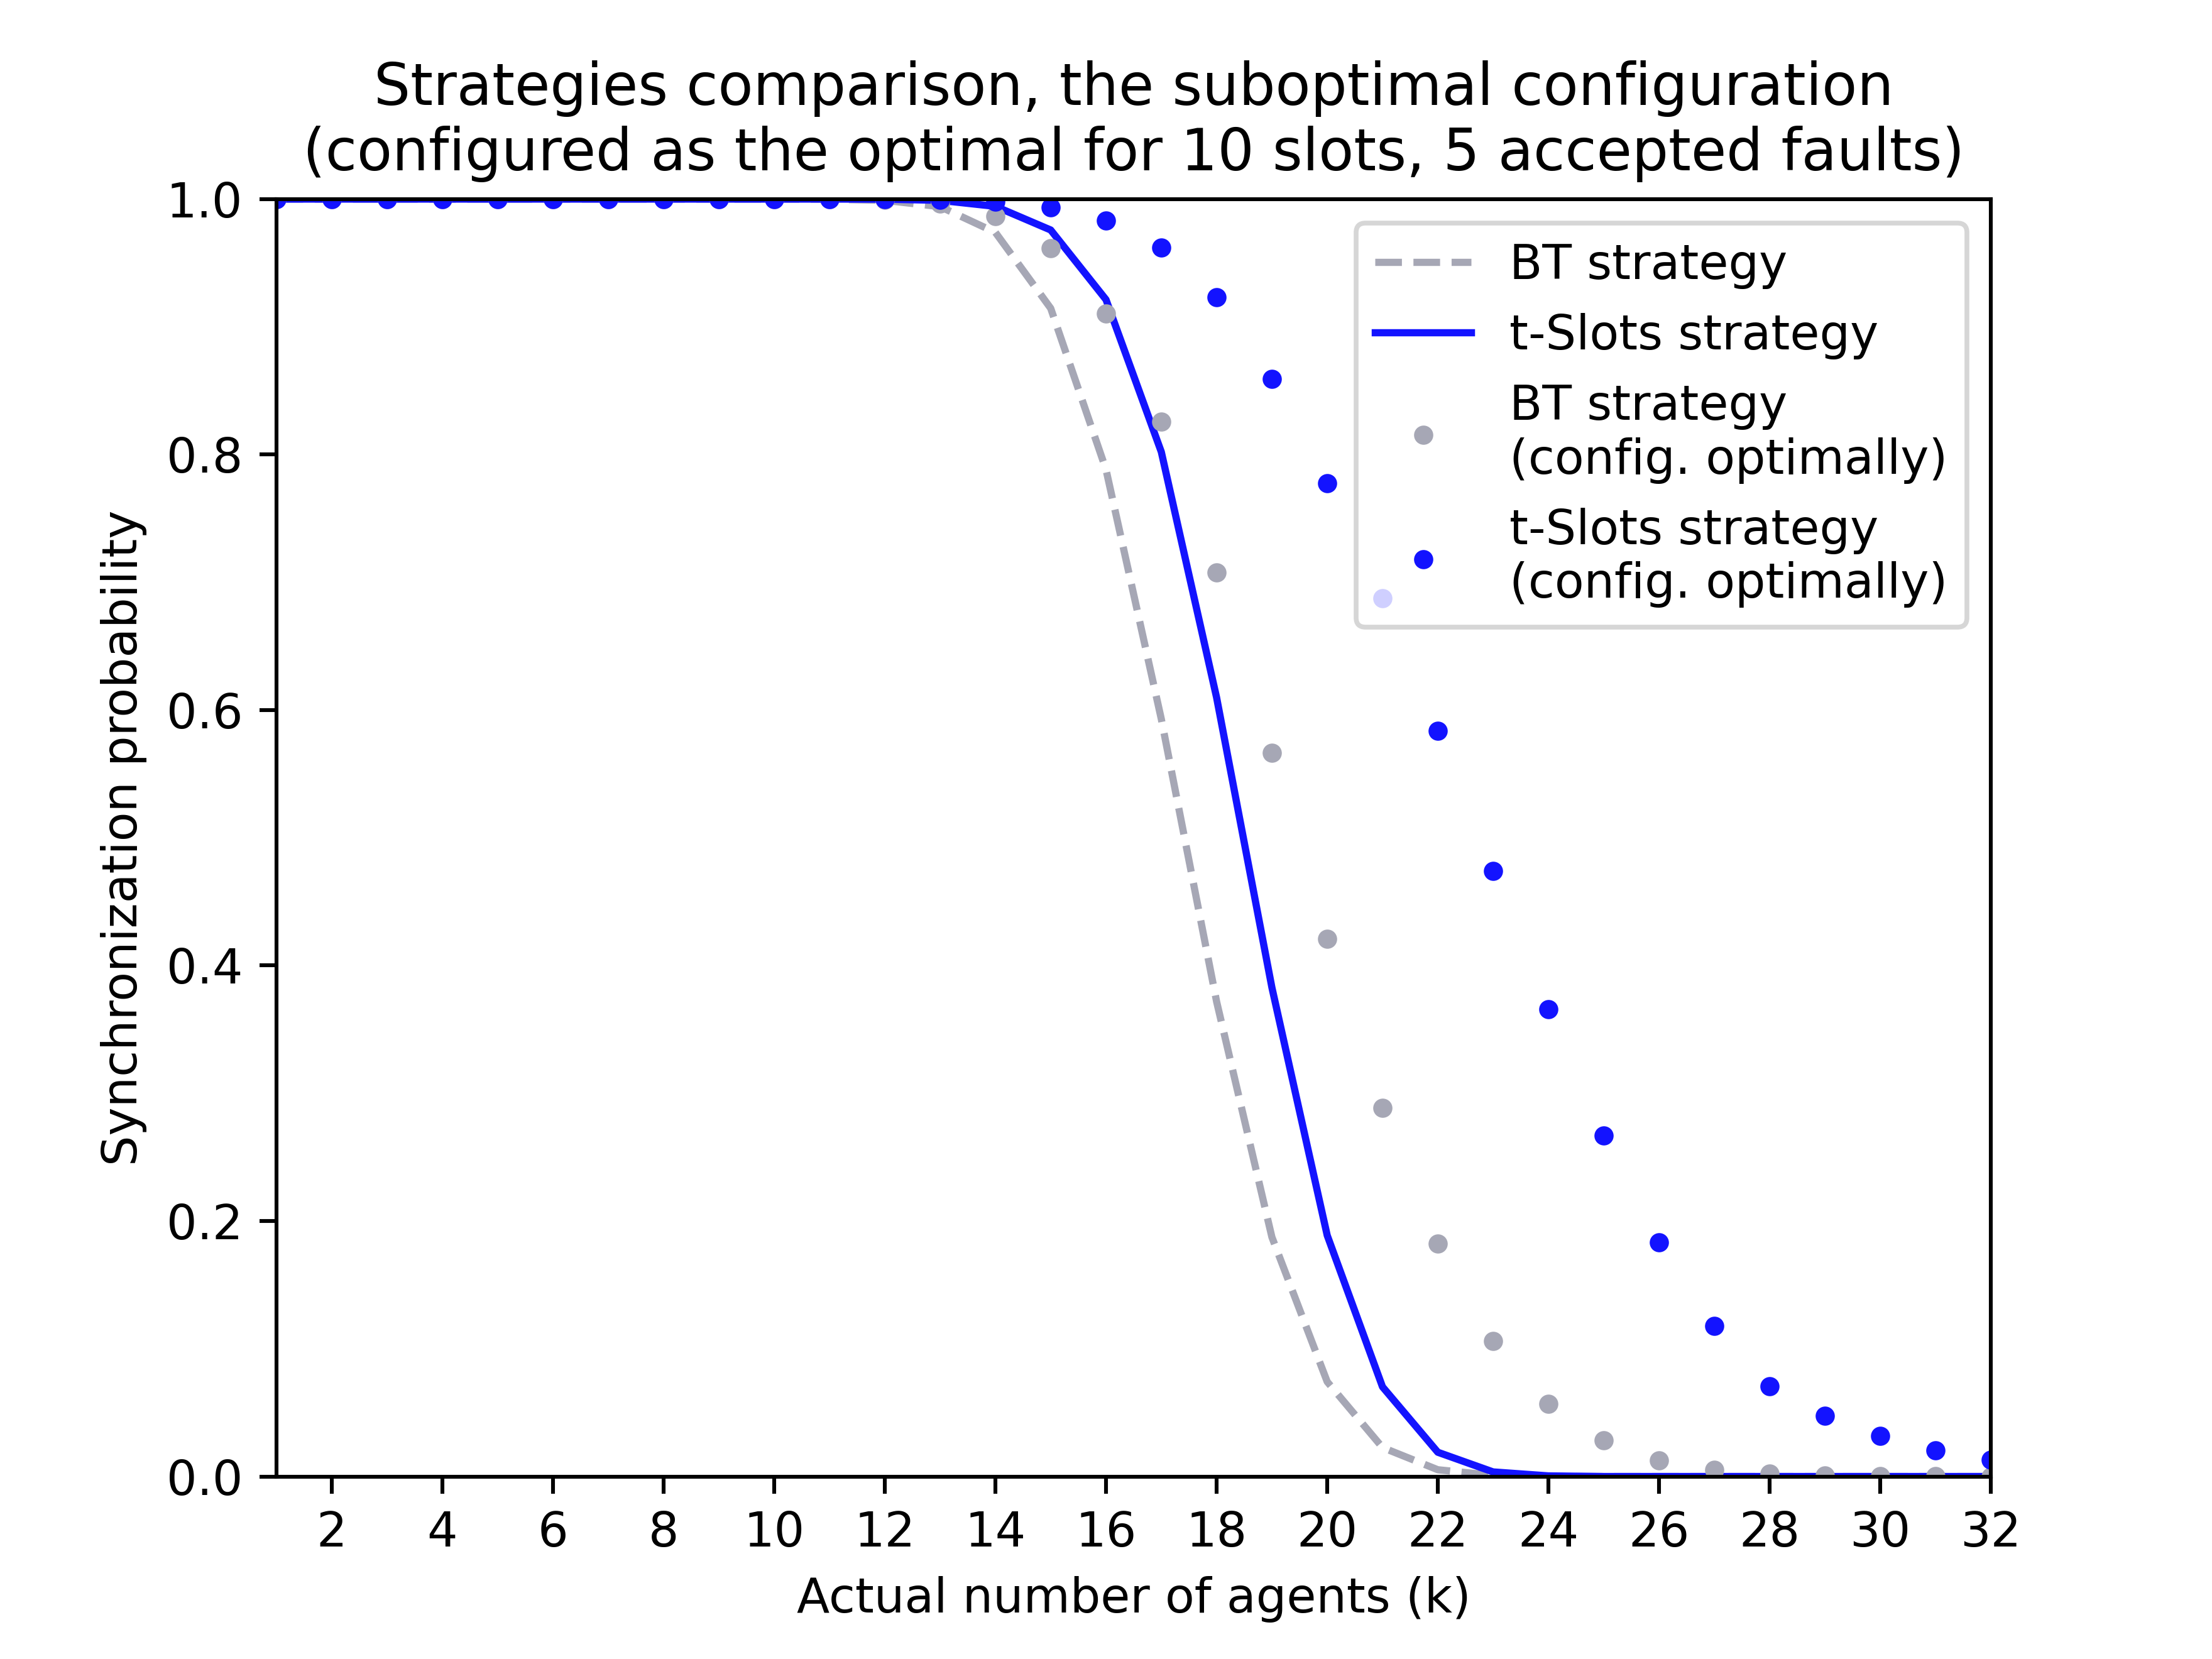 Strategies comparison, the suboptimal configuration
(configured as the optimal for 10 slots, 5 accepted faults)
1.0
0.8
0.6
0.4
0.2
0.0
Synchronization probability
BT strategy
t-Slots strategy
BT strategy
(config. optimally)
t-Slots strategy
(config. optimally)
2 4 6 8 10 12 14 16 18 20 22 24 26 28 30 32
Actual number of agents (k)